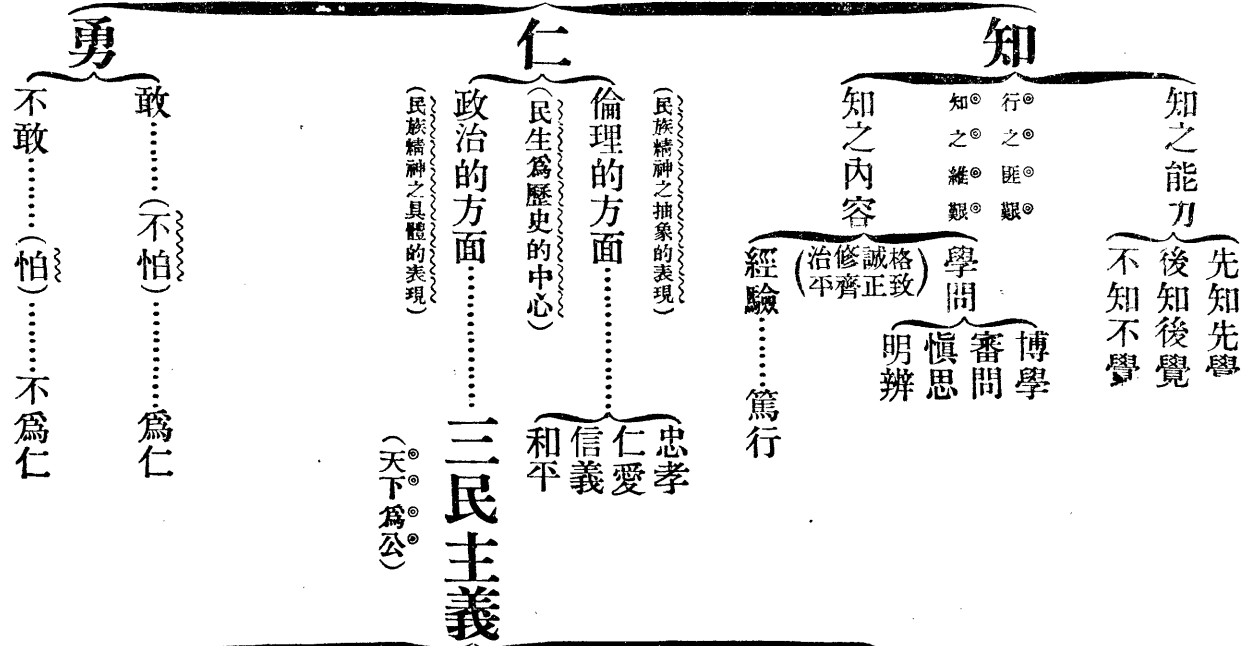 知
知之能力
先知先覺
後知後覺
不知不覺
行之匪艱
知之維艱
知之內容
學問
(格致誠正修齊治平)
博學
審問
慎思
明辨
經驗………篤行
仁
(民族精神之抽象的表現)
倫理的方面………
忠孝
仁愛
信義
和平
(民生爲歷史的中心)
政治的方面………三民主義
(民族精神之具體的表現)
(天下爲公)
勇
敢………(不怕)………爲仁
不敢………(怕)………不爲仁